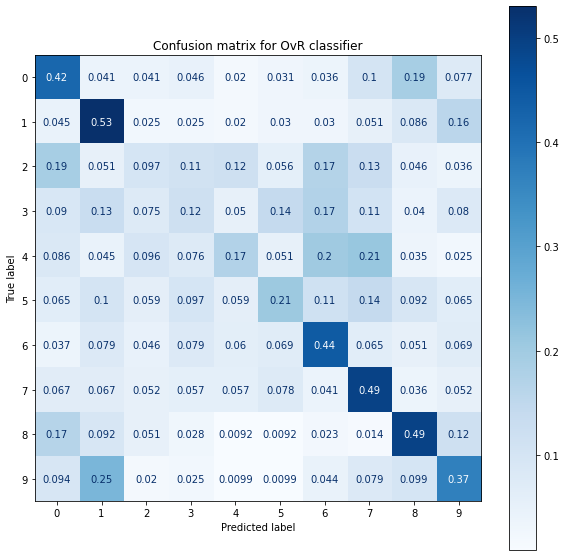 Confusion matrix for OvR classifier
0 0.42 0.041 0.041 0.046 0.02 0.031 0.036 0.1 0.19 0.077
1 0.045 0.53 0.025 0.025 0.02 0.03 0.03 0.051 0.086 0.16
2 0.19 0.051 0.097 0.11 0.12 0.056 0.17 0.13 0.046 0.036
3 0.09 0.13 0.075 0.12 0.05 0.14 0.17 0.11 0.04 0.08
4 0.086 0.045 0.096 0.076 0.17 0.051 0.2 0.21 0.035 0.025
5 0.065 0.1 0.059 0.097 0.059 0.21 0.11 0.14 0.092 0.065
6 0.037 0.079 0.046 0.079 0.06 0.069 0.44 0.065 0.051 0.069
7 0.067 0.067 0.052 0.057 0.057 0.078 0.041 0.49 0.036 0.052
8 0.17 0.092 0.051 0.028 0.0092 0.0092 0.023 0.014 0.49 0.12
9 0.094 0.25 0.02 0.025 0.0099 0.0099 0.044 0.079 0.099 0.37
0 1 2 3 4 5 6 7 8 9
Predicted label
True label
0.5
0.4
0.3
0.2
0.1